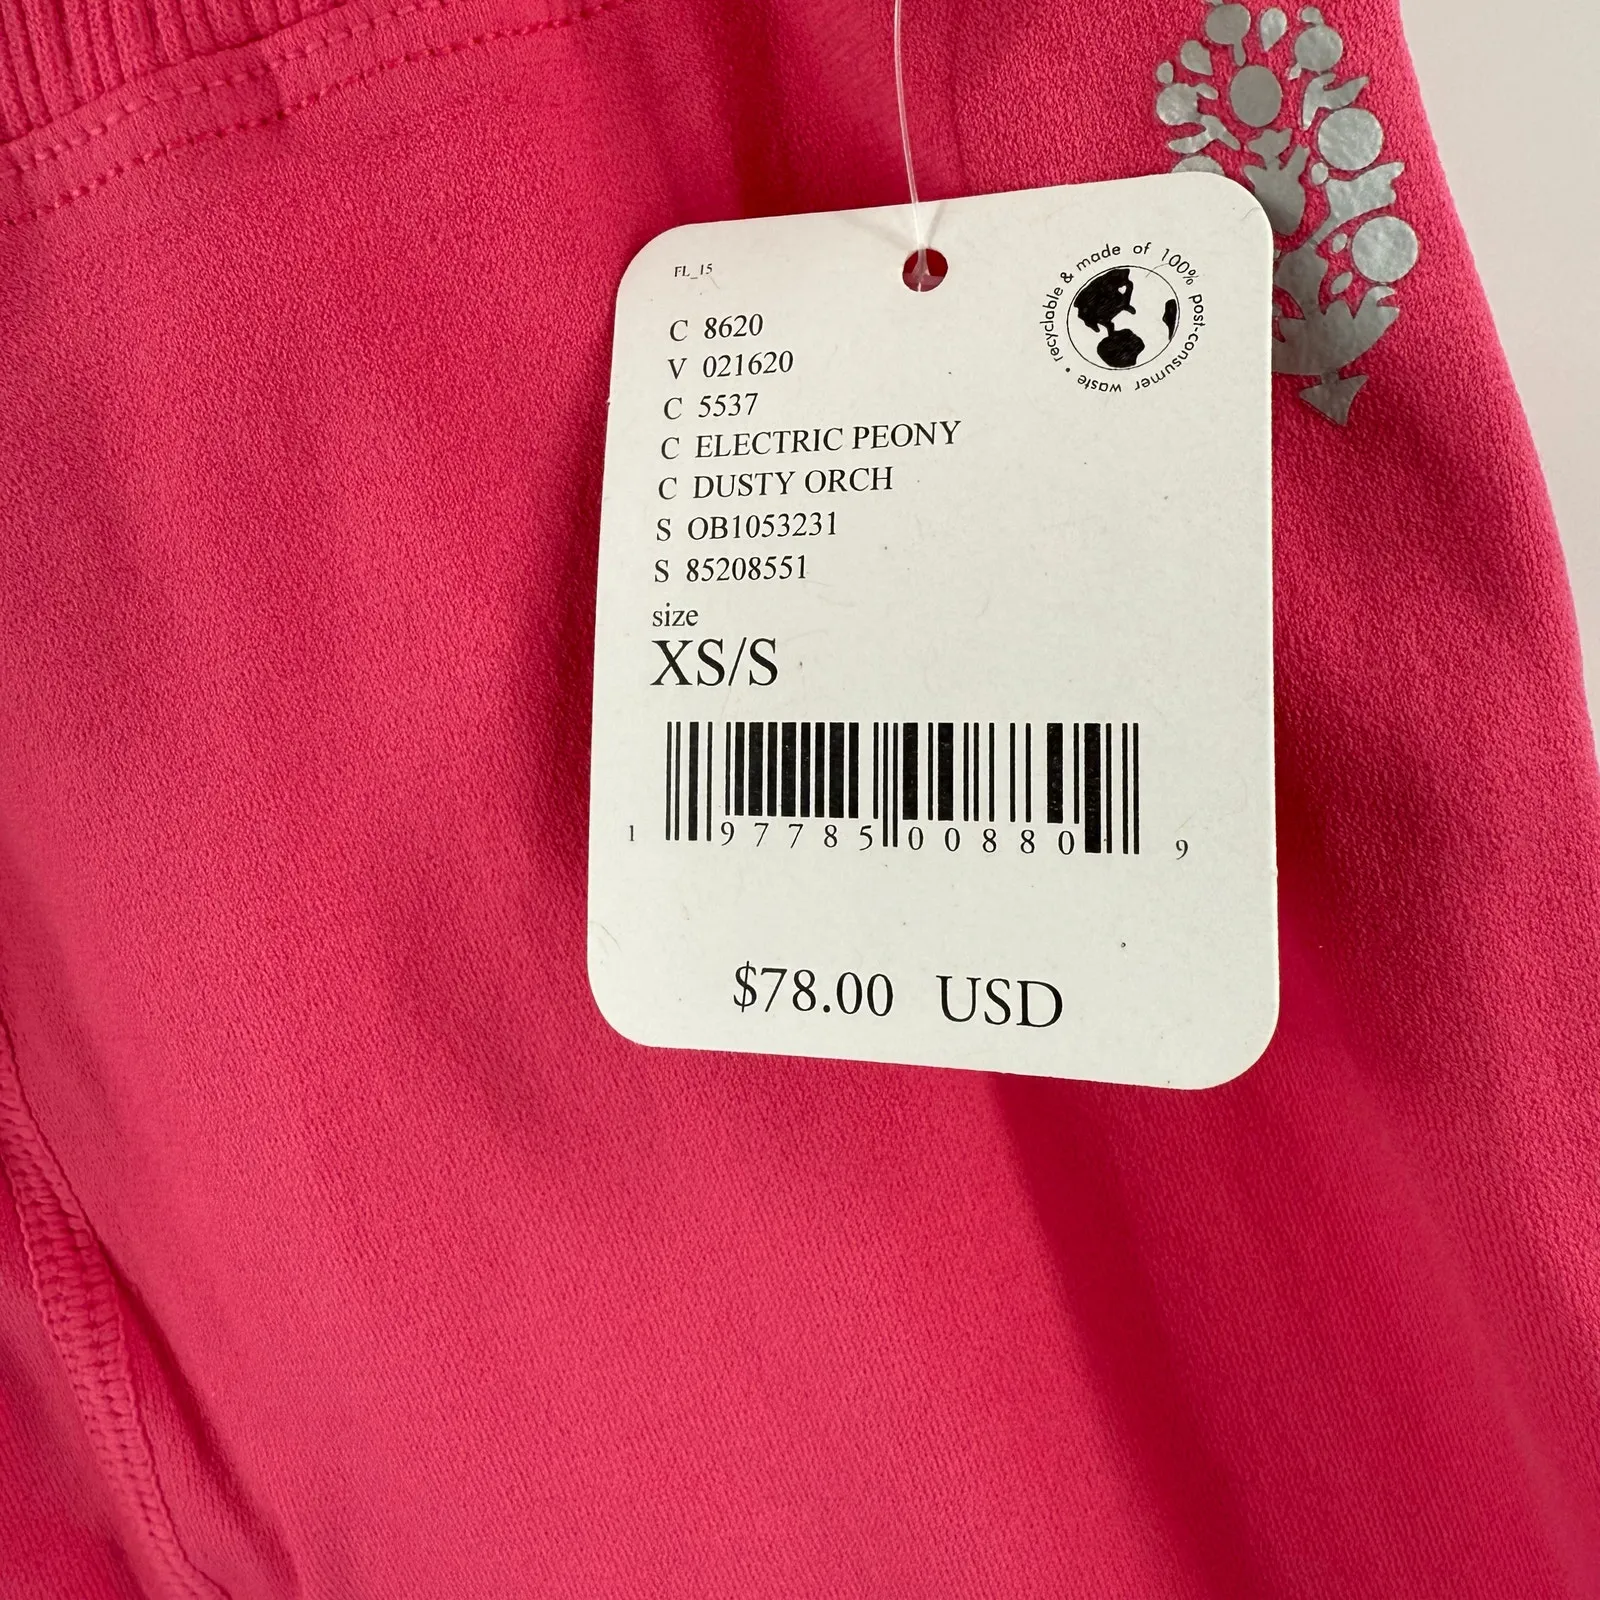 FL_15
recyclable & made of 100% post-consumer waste •
C 8620
V 021620
C 5537
C ELECTRIC PEONY
C DUSTY ORCH
S OB1053231
S 85208551
size
XS/S
1 97785 00880 9
$78.00 USD